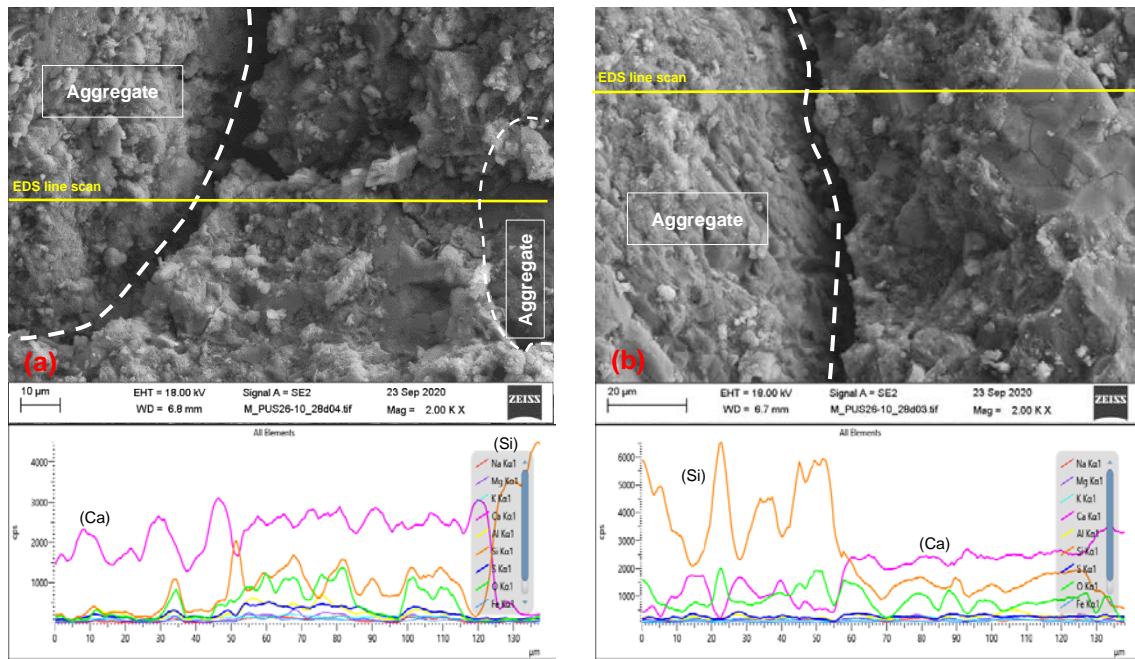 Aggregate
EDS line scan
Aggregate
(a)
10 µm
EHT = 18.00 kV
Signal A = SE2
23 Sep 2020
WD = 6.8 mm
M_PUS26-10_28d04.tif
Mag = 2.00 K X
ZEISS
All Elements
(Si)
(Ca)
cps
4000
3000
2000
1000
Na Kα1
Mg Kα1
K Kα1
Ca Kα1
Al Kα1
Si Kα1
S Kα1
O Kα1
Fe Kα1
0 10 20 30 40 50 60 70 80 90 100 110 120 130
µm
EDS line scan
Aggregate
(b)
20 µm
EHT = 18.00 kV
Signal A = SE2
23 Sep 2020
WD = 6.7 mm
M_PUS26-10_28d03.tif
Mag = 2.00 K X
ZEISS
All Elements
(Si)
(Ca)
cps
6000
5000
4000
3000
2000
1000
Na Kα1
Mg Kα1
K Kα1
Ca Kα1
Al Kα1
Si Kα1
S Kα1
O Kα1
Fe Kα1
0 10 20 30 40 50 60 70 80 90 100 110 120 130
µm